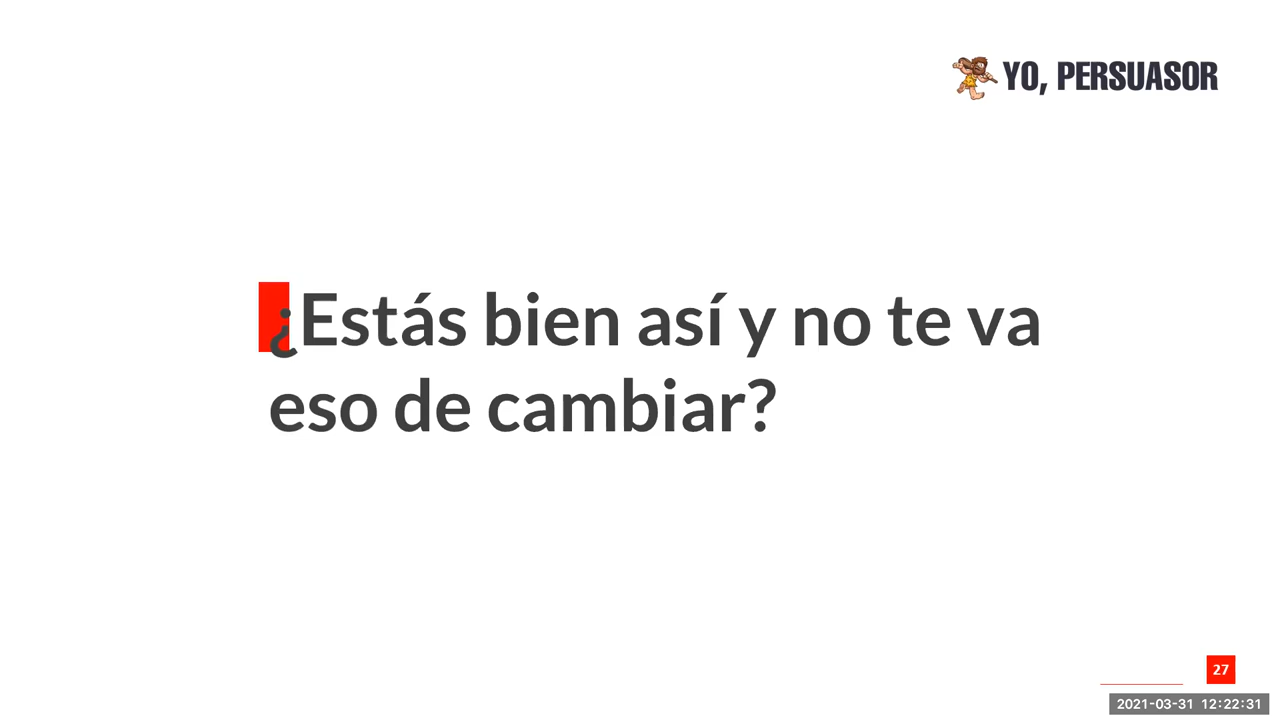 YO, PERSUASOR
¿Estás bien así y no te va
eso de cambiar?
27
2021-03-31 12:22:31